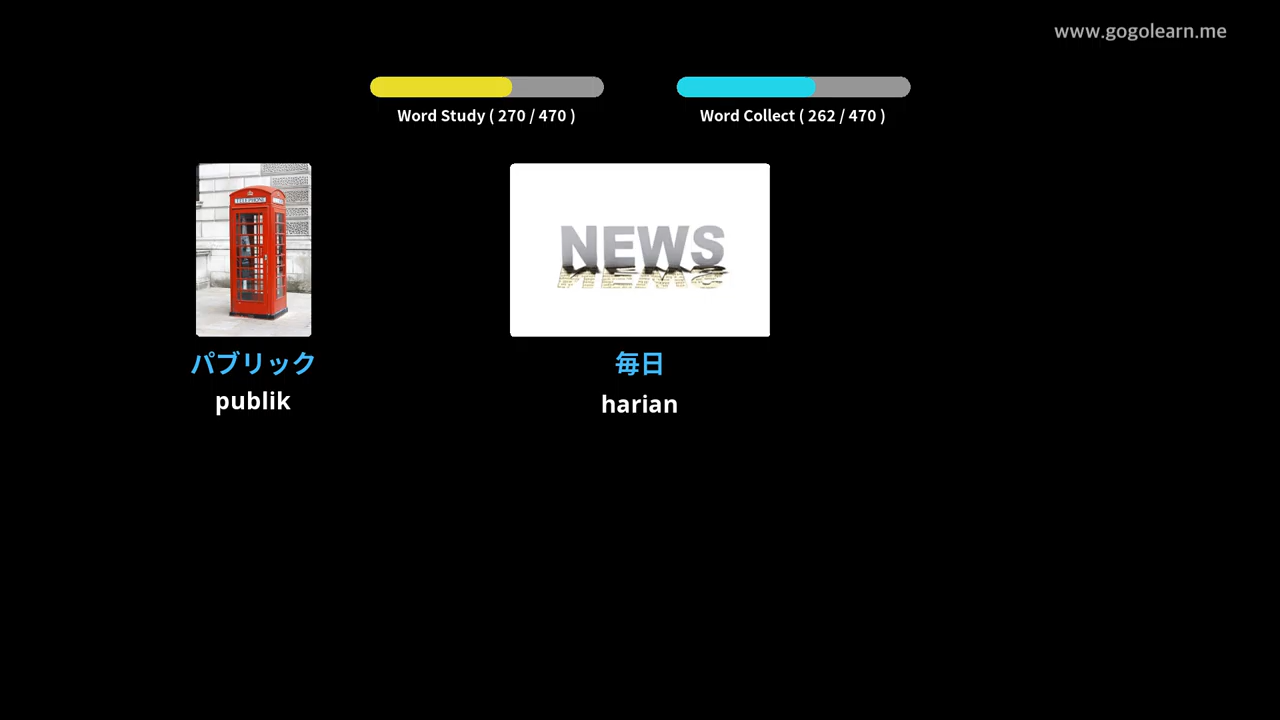 www.gogolearn.me
Word Study ( 270 / 470 )
Word Collect ( 262 / 470 )
TELEPHONE
NEWS
パブリック
毎日
publik
harian